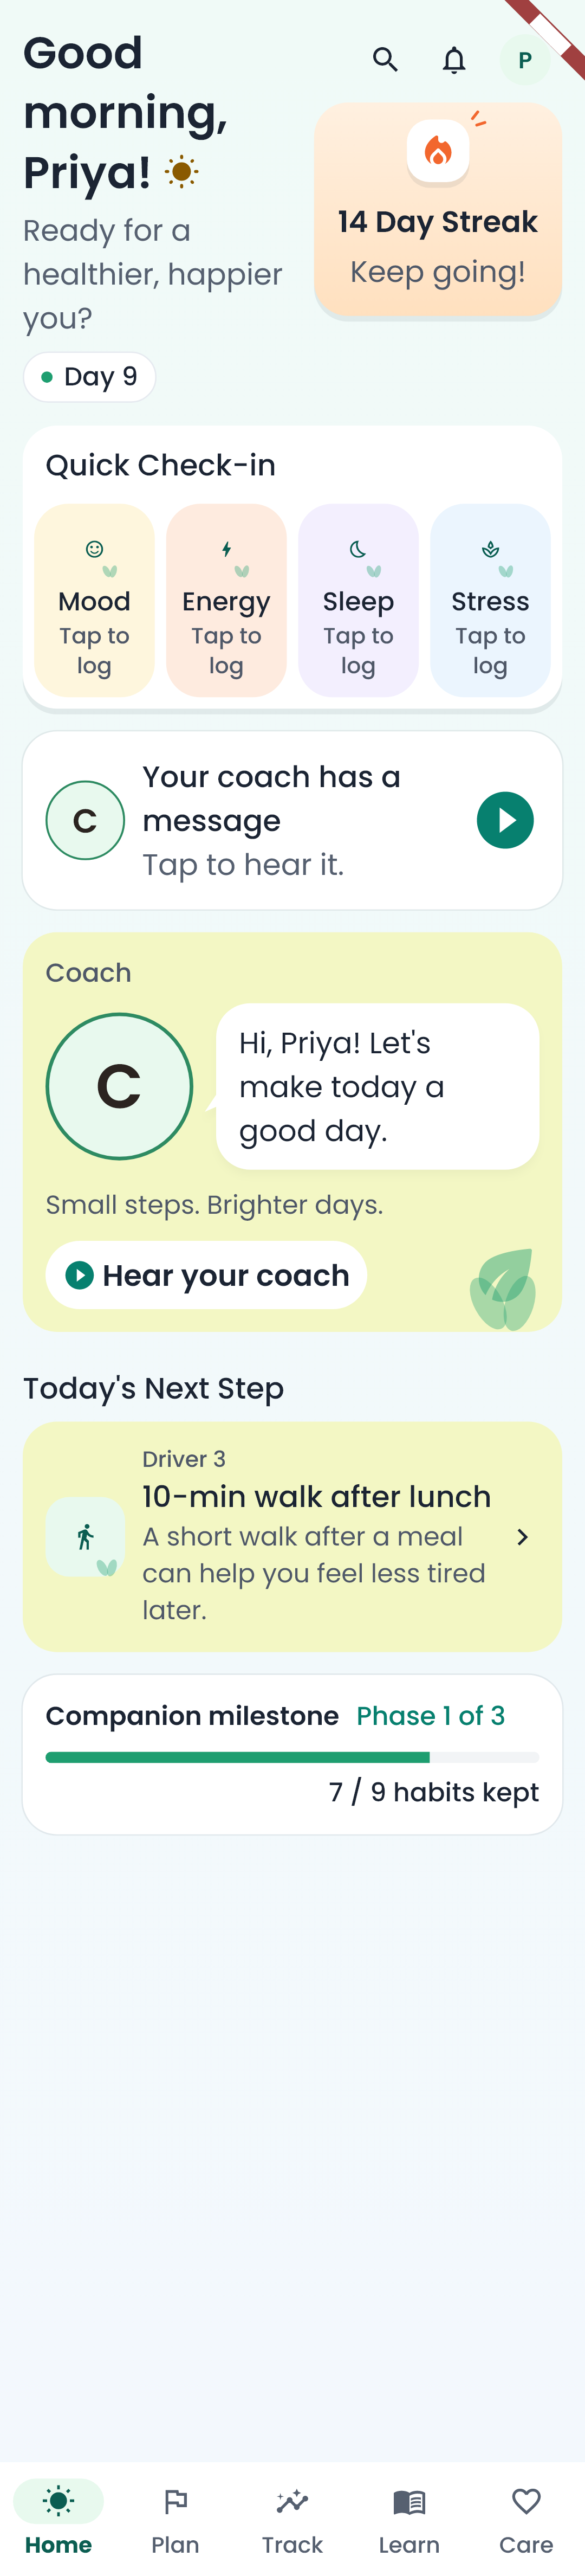 Good
morning,
Priya!
P
Ready for a
healthier, happier
you?
14 Day Streak
Keep going!
Day 9
Quick Check-in
Mood
Tap to
log
Energy
Tap to
log
Sleep
Tap to
log
Stress
Tap to
log
C
Your coach has a
message
Tap to hear it.
Coach
C
Hi, Priya! Let's
make today a
good day.
Small steps. Brighter days.
Hear your coach
Today's Next Step
Driver 3
10-min walk after lunch
A short walk after a meal
can help you feel less tired
later.
Companion milestone Phase 1 of 3
7 / 9 habits kept
Home Plan Track Learn Care